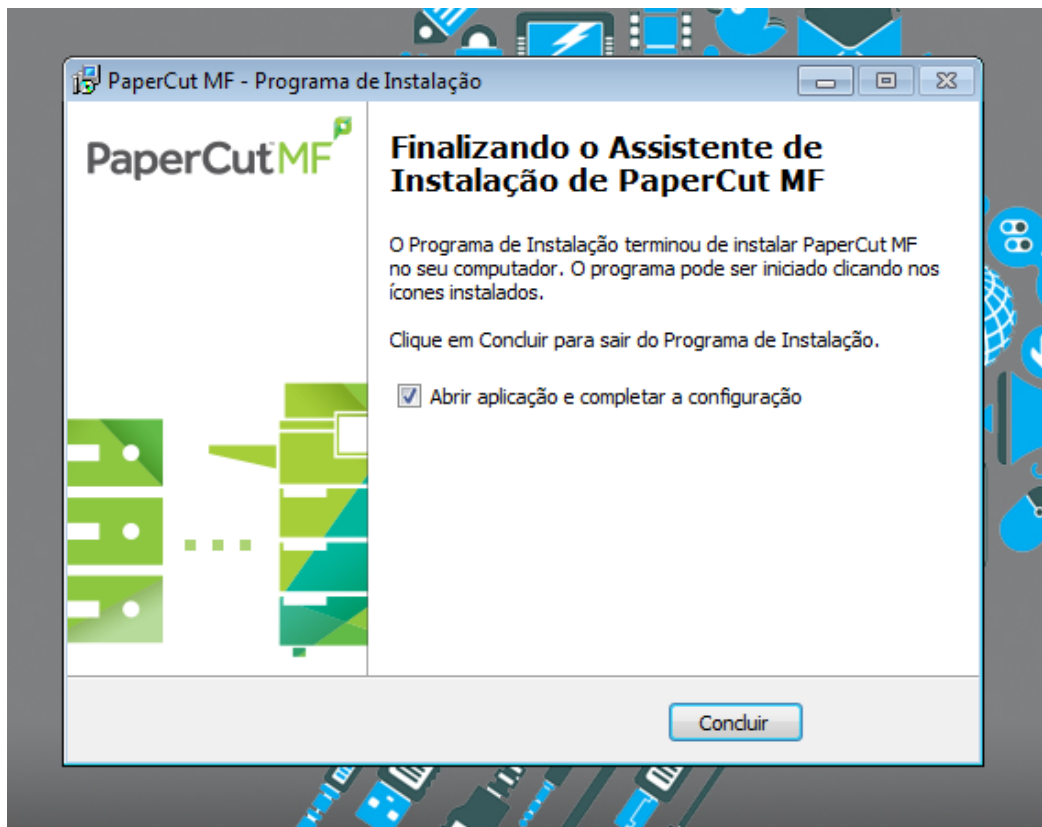 PaperCut MF - Programa de Instalação
PaperCut MF
Finalizando o Assistente de
Instalação de PaperCut MF
O Programa de Instalação terminou de instalar PaperCut MF
no seu computador. O programa pode ser iniciado clicando nos
ícones instalados.
Clique em Concluir para sair do Programa de Instalação.
Abrir aplicação e completar a configuração
Concluir